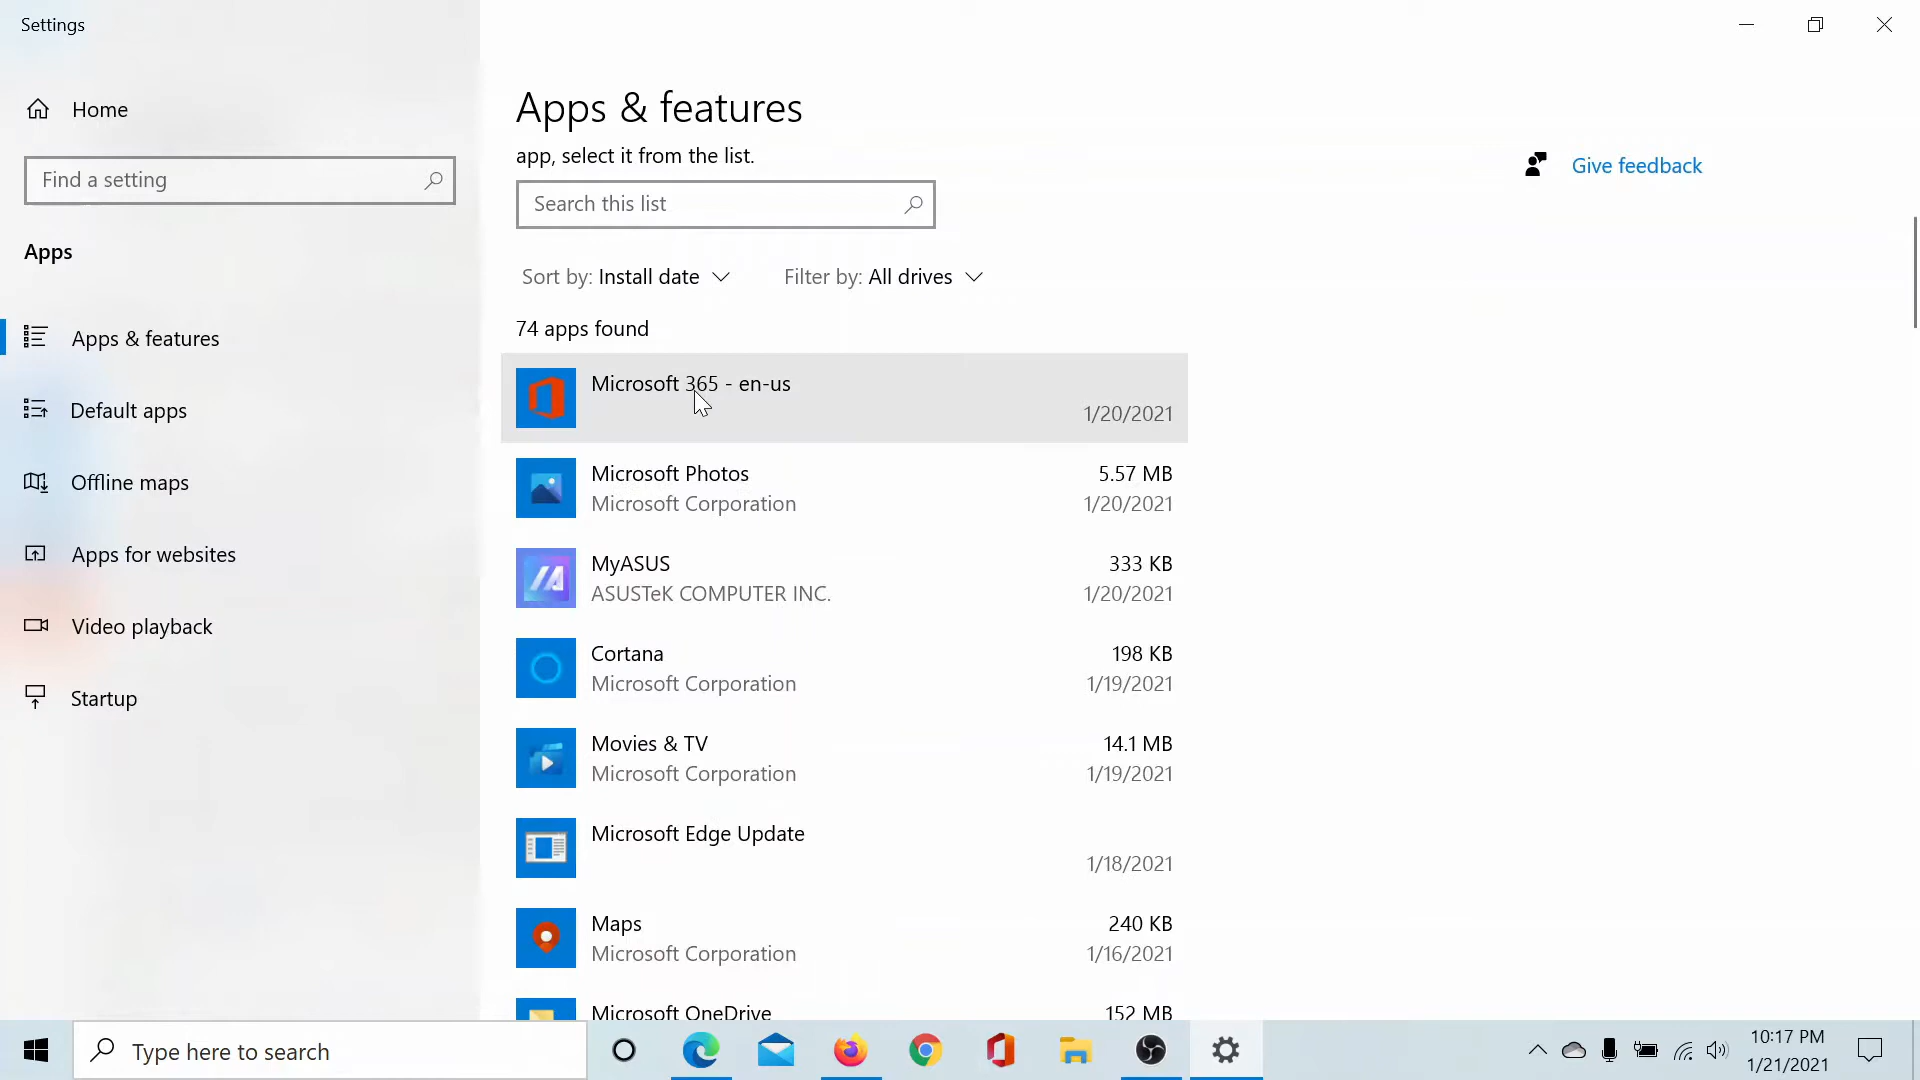 Settings
Home
Find a setting
Apps
Apps & features
Default apps
Offline maps
Apps for websites
Video playback
Startup
Apps & features
app, select it from the list.
Search this list
Sort by: Install date
Filter by: All drives
74 apps found
Microsoft 365 - en-us
1/20/2021
Microsoft Photos
5.57 MB
Microsoft Corporation
1/20/2021
MyASUS
333 KB
ASUSTeK COMPUTER INC.
1/20/2021
Cortana
198 KB
Microsoft Corporation
1/19/2021
Movies & TV
14.1 MB
Microsoft Corporation
1/19/2021
Microsoft Edge Update
1/18/2021
Maps
240 KB
Microsoft Corporation
1/16/2021
Microsoft OneDrive
152 MB
Give feedback
Type here to search
10:17 PM
1/21/2021